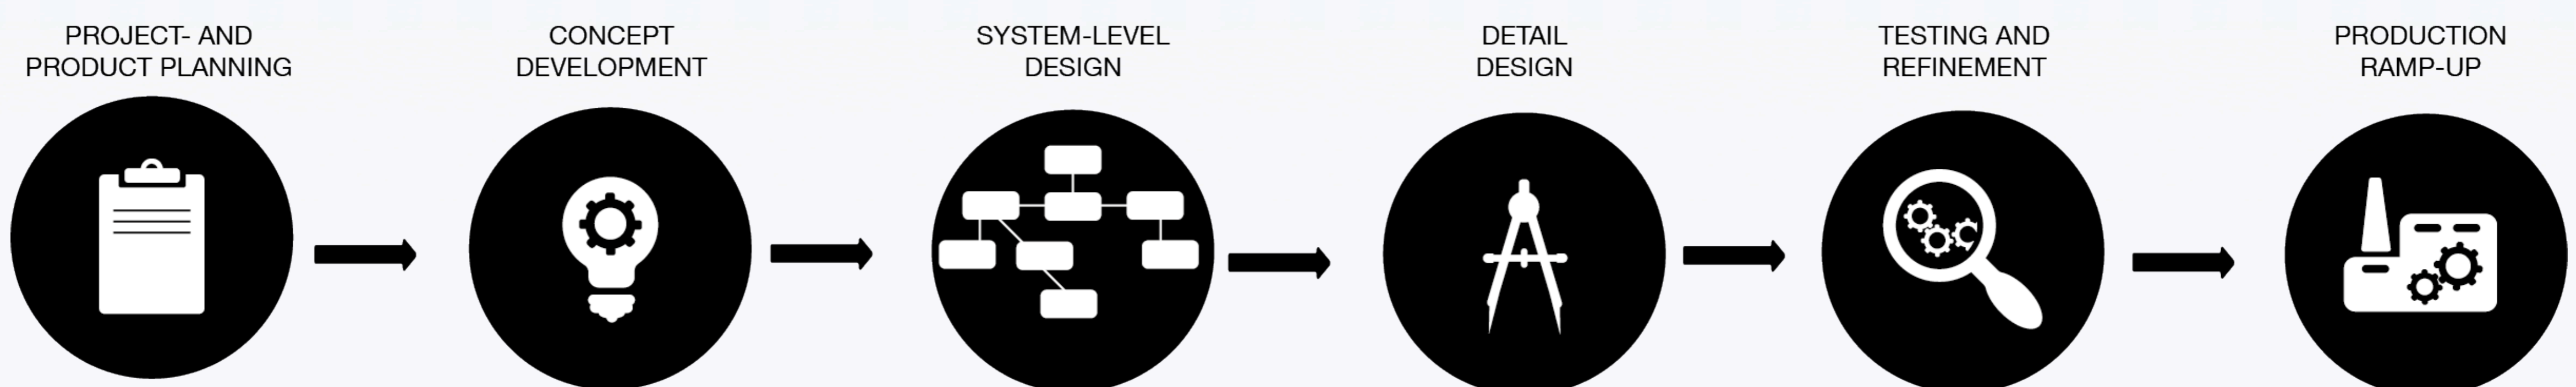 PROJECT- AND
PRODUCT PLANNING
CONCEPT
DEVELOPMENT
SYSTEM-LEVEL
DESIGN
DETAIL
DESIGN
TESTING AND
REFINEMENT
PRODUCTION
RAMP-UP